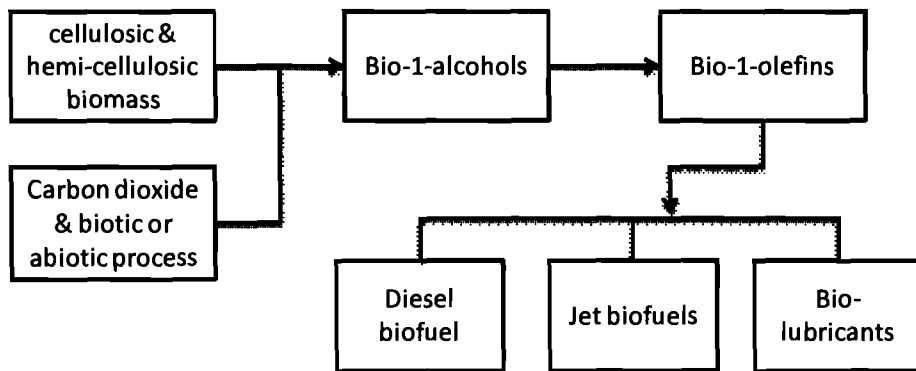 cellulosic &
hemi-cellulosic
biomass
Bio-1-alcohols
Bio-1-olefins
Carbon dioxide
& biotic or
abiotic process
Diesel
biofuel
Jet biofuels
Bio-
lubricants